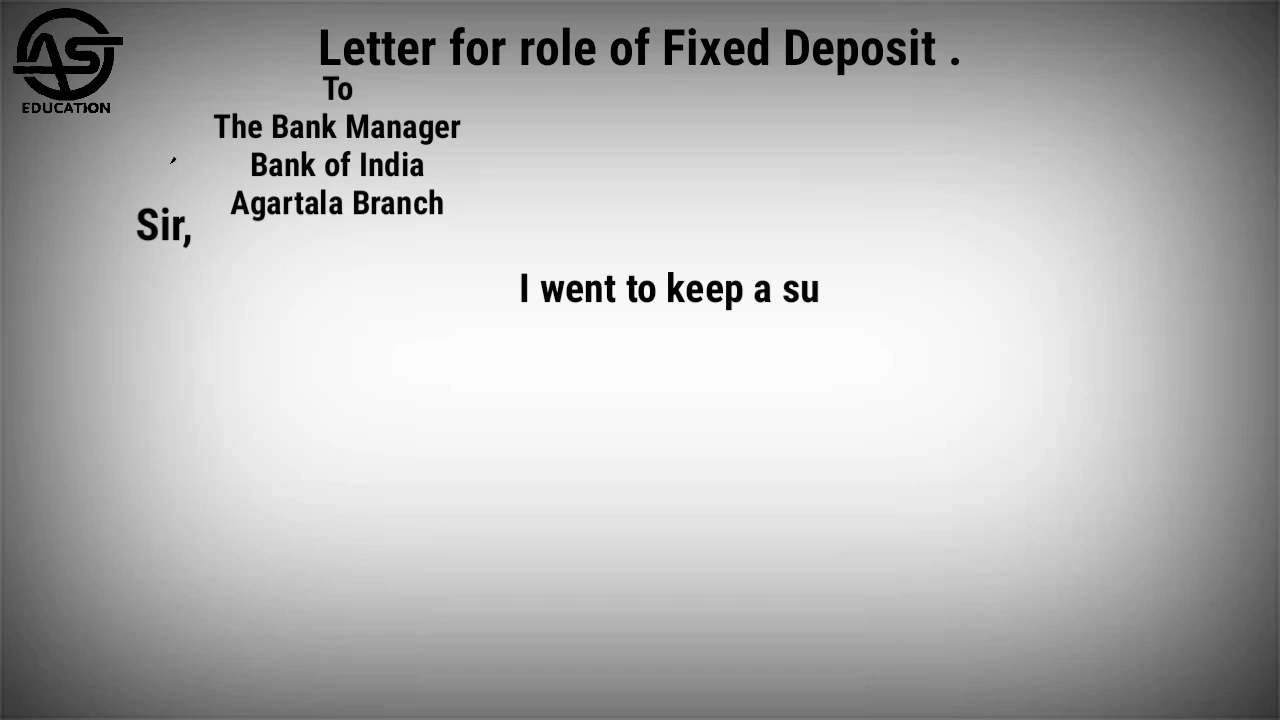 AST
EDUCATION
Letter for role of Fixed Deposit .
To
The Bank Manager
Bank of India
Agartala Branch
Sir,
I went to keep a su